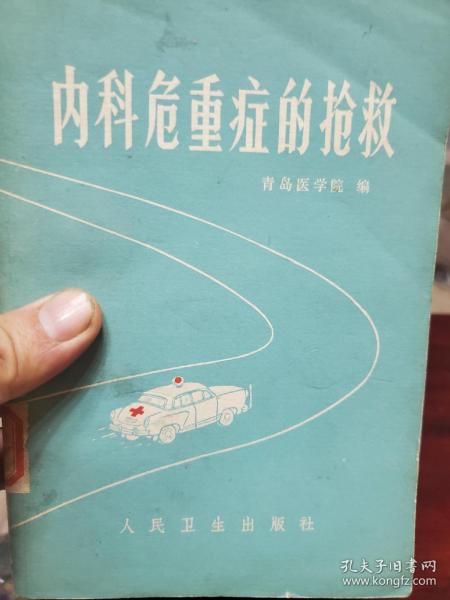 内科危重症的抢救
青岛医学院 编
人民卫生出版社
孔夫子旧书网
www.kongfz.com